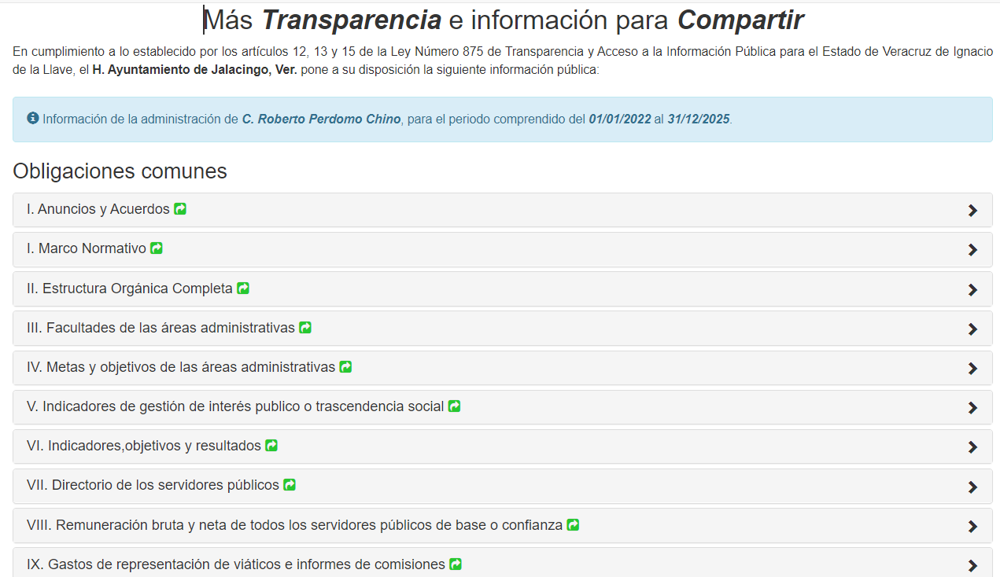 Más Transparencia e información para Compartir
En cumplimiento a lo establecido por los artículos 12, 13 y 15 de la Ley Número 875 de Transparencia y Acceso a la Información Pública para el Estado de Veracruz de Ignacio
de la Llave, el H. Ayuntamiento de Jalacingo, Ver. pone a su disposición la siguiente información pública:
Información de la administración de C. Roberto Perdomo Chino, para el periodo comprendido del 01/01/2022 al 31/12/2025.
Obligaciones comunes
I. Anuncios y Acuerdos
I. Marco Normativo
II. Estructura Orgánica Completa
III. Facultades de las áreas administrativas
IV. Metas y objetivos de las áreas administrativas
V. Indicadores de gestión de interés publico o trascendencia social
VI. Indicadores,objetivos y resultados
VII. Directorio de los servidores públicos
VIII. Remuneración bruta y neta de todos los servidores públicos de base o confianza
IX. Gastos de representación de viáticos e informes de comisiones